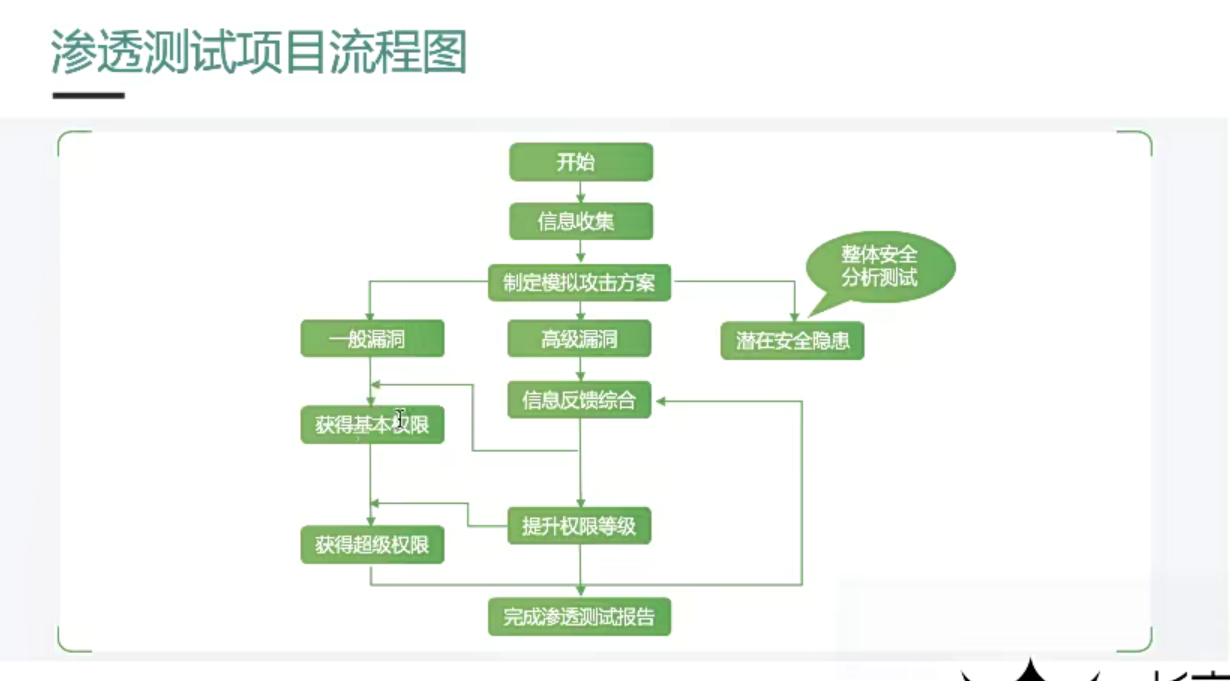 渗透测试项目流程图
开始
信息收集
制定模拟攻击方案
整体安全
分析测试
一般漏洞
高级漏洞
潜在安全隐患
信息反馈综合
获得基本权限
提升权限等级
获得超级权限
完成渗透测试报告